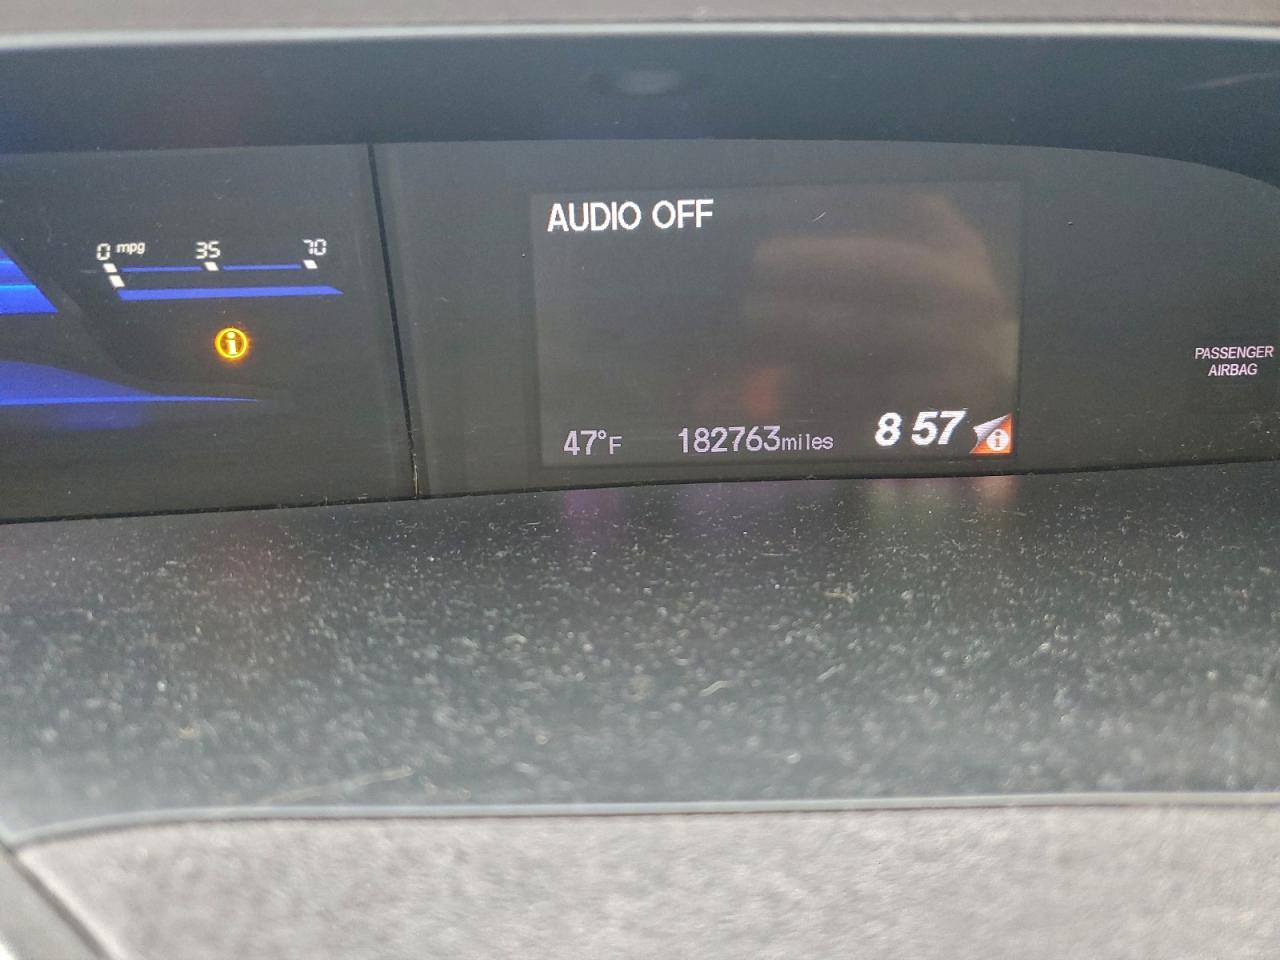 0 mpg 35 70
i
AUDIO OFF
47°F 182763miles 8 57 i
PASSENGER
AIRBAG